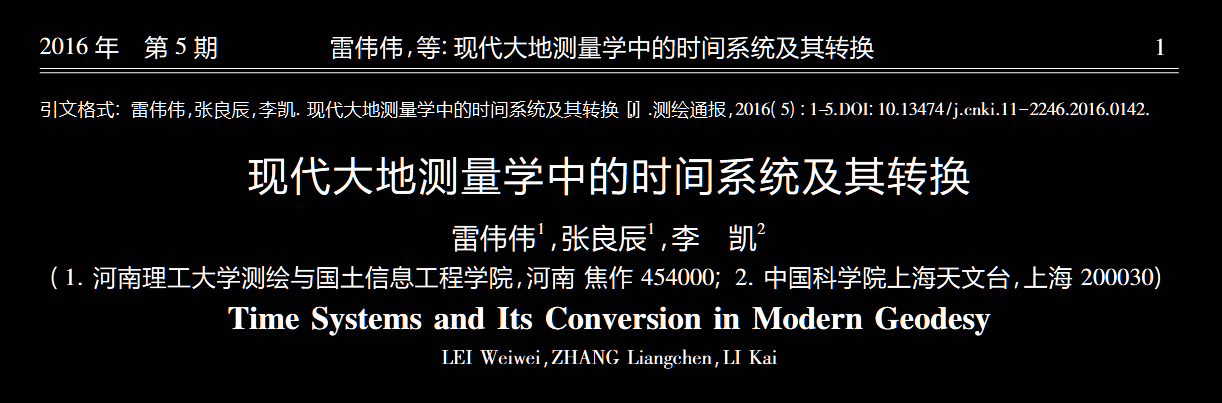 2016 年 第 5 期 雷伟伟,等: 现代大地测量学中的时间系统及其转换 1
引文格式: 雷伟伟,张良辰,李凯. 现代大地测量学中的时间系统及其转换 [J] .测绘通报,2016( 5) : 1-5.DOI: 10.13474/j.cnki.11-2246.2016.0142.
现代大地测量学中的时间系统及其转换
雷伟伟1,张良辰1,李 凯2
( 1. 河南理工大学测绘与国土信息工程学院,河南 焦作 454000; 2. 中国科学院上海天文台,上海 200030)
Time Systems and Its Conversion in Modern Geodesy
LEI Weiwei,ZHANG Liangchen,LI Kai